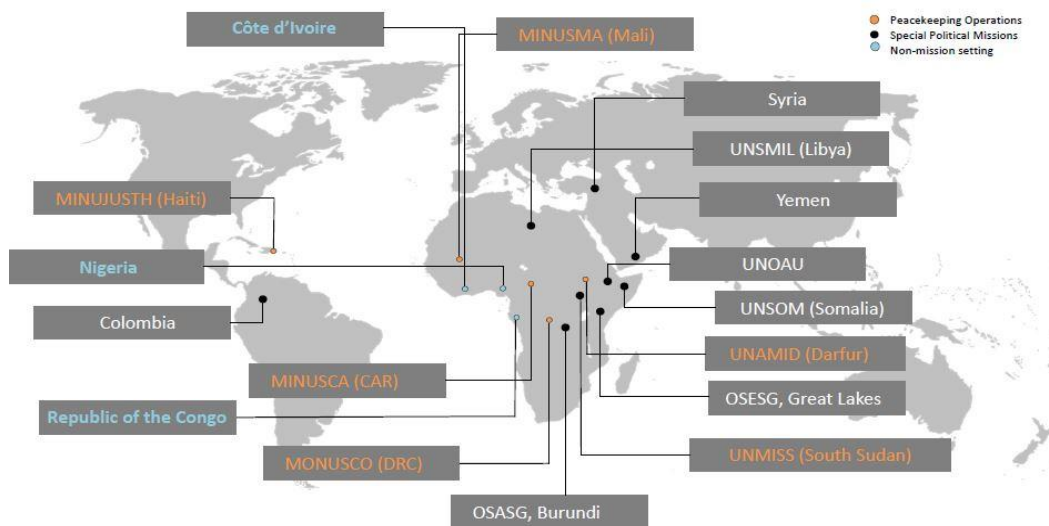 Côte d'Ivoire
MINUSMA (Mali)
Peacekeeping Operations
Special Political Missions
Non-mission setting
Syria
UNSMIL (Libya)
MINUJUSTH (Haiti)
Yemen
Nigeria
UNOAU
Colombia
UNSOM (Somalia)
UNAMID (Darfur)
MINUSCA (CAR)
OSESG, Great Lakes
Republic of the Congo
UNMISS (South Sudan)
MONUSCO (DRC)
OSASG, Burundi